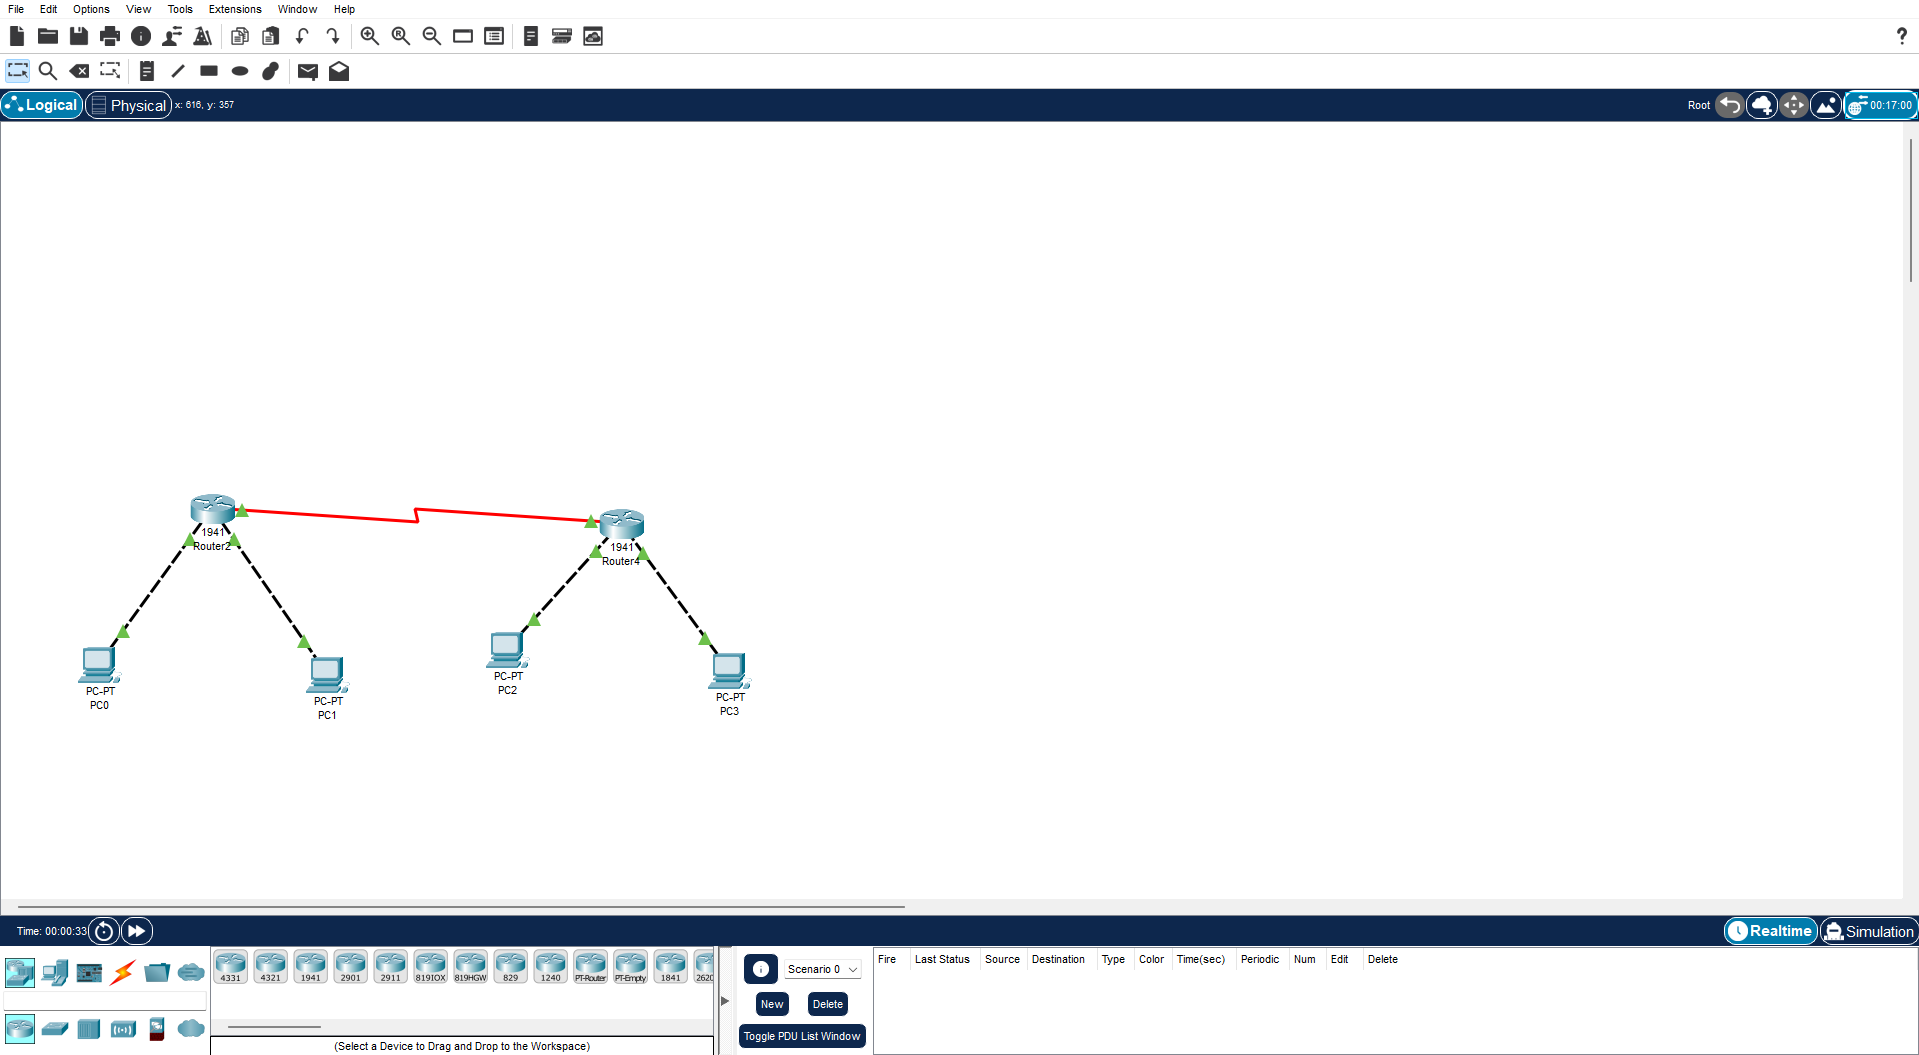 File Edit Options View Tools Extensions Window Help
?
Logical Physical x: 616, y: 357 Root 00:17:00
1941
Router2
1941
Router4
PC-PT
PC0
PC-PT
PC1
PC-PT
PC2
PC-PT
PC3
Time: 00:00:33 Realtime Simulation
4331 4321 1941 2901 2911 819IOX 819HGW 829 1240 PT-Router PT-Empty 1841 2620
(Select a Device to Drag and Drop to the Workspace)
Scenario 0
New Delete
Toggle PDU List Window
Fire Last Status Source Destination Type Color Time(sec) Periodic Num Edit Delete